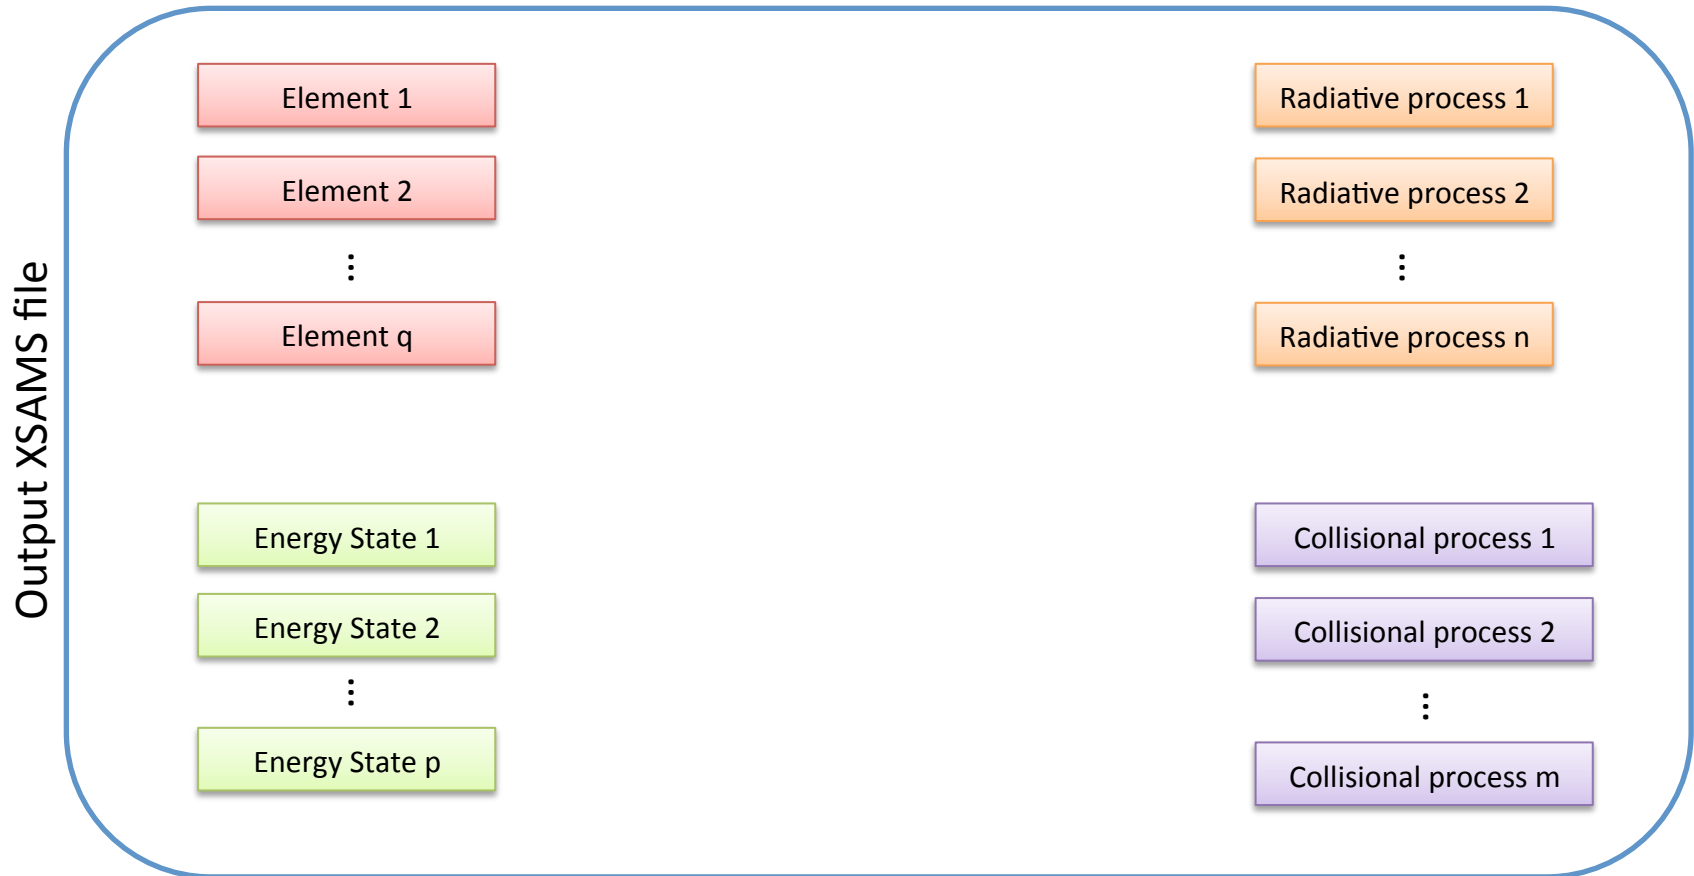 Output XSAMS file
Element 1
Element 2
⋮
Element q
Energy State 1
Energy State 2
⋮
Energy State p
Radiative process 1
Radiative process 2
⋮
Radiative process n
Collisional process 1
Collisional process 2
⋮
Collisional process m